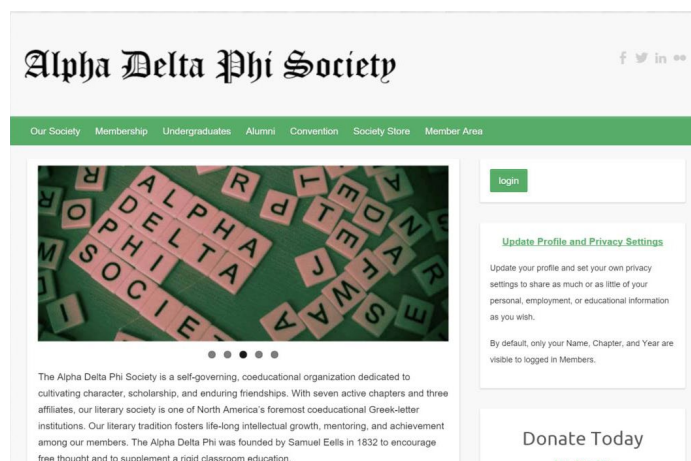 Alpha Delta Phi Society
Our Society Membership Undergraduates Alumni Convention Society Store Member Area
ALPHA
DELTA
PHI
SOCIE
login
Update Profile and Privacy Settings
Update your profile and set your own privacy
settings to share as much or as little of your
personal, employment, or educational information
as you wish.
By default, only your Name, Chapter, and Year are
visible to logged in Members.
The Alpha Delta Phi Society is a self-governing, coeducational organization dedicated to
cultivating character, scholarship, and enduring friendships. With seven active chapters and three
affiliates, our literary society is one of North America's foremost coeducational Greek-letter
institutions. Our literary tradition fosters life-long intellectual growth, mentoring, and achievement
among our members. The Alpha Delta Phi was founded by Samuel Eells in 1832 to encourage
free thought and to supplement a rigid classroom education.
Donate Today